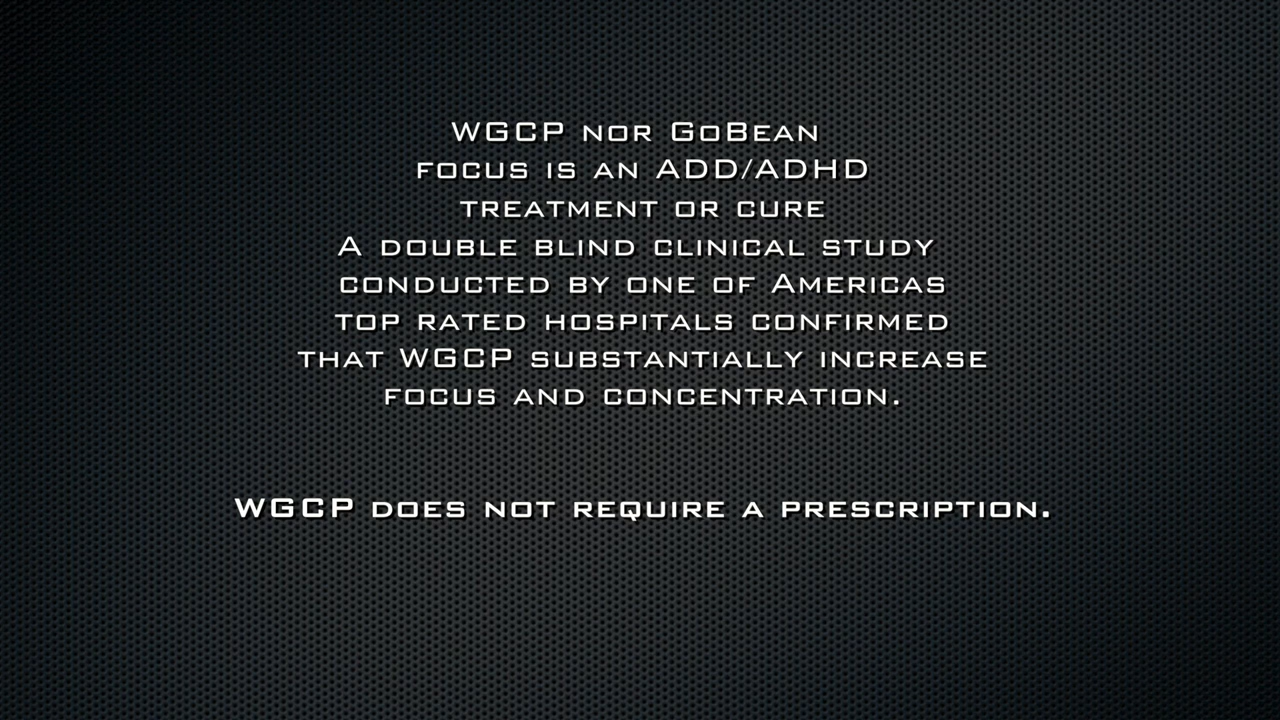 WGCP nor GoBean
focus is an ADD/ADHD
treatment or cure
A double blind clinical study
conducted by one of Americas
top rated hospitals confirmed
that WGCP substantially increase
focus and concentration.
WGCP does not require a prescription.